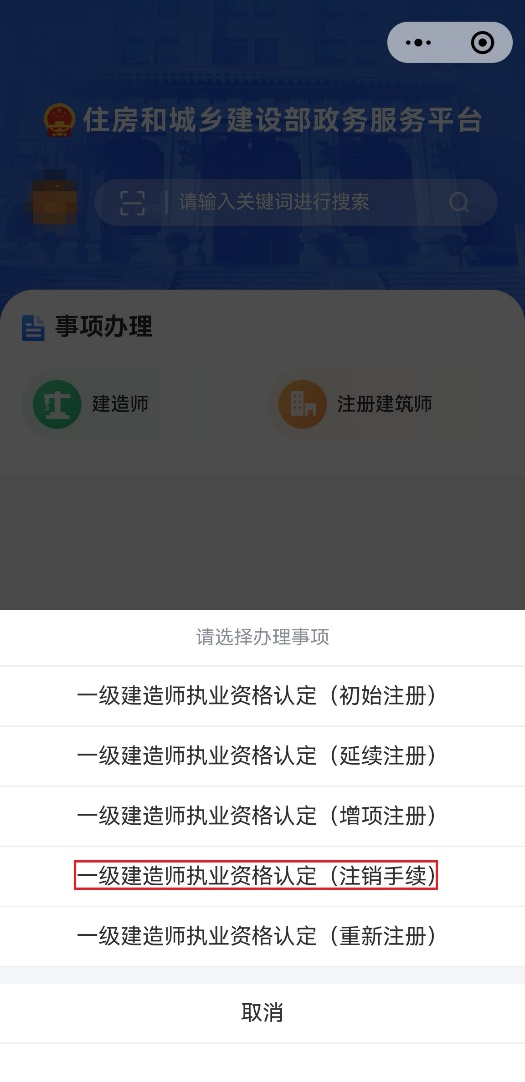 住房和城乡建设部政务服务平台
请输入关键词进行搜索
事项办理
建造师
注册建筑师
请选择办理事项
一级建造师执业资格认定（初始注册）
一级建造师执业资格认定（延续注册）
一级建造师执业资格认定（增项注册）
一级建造师执业资格认定（注销手续）
一级建造师执业资格认定（重新注册）
取消